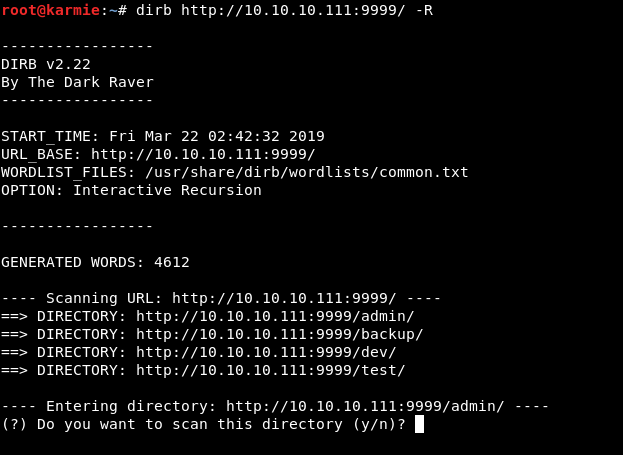 root@karmie:~# dirb http://10.10.10.111:9999/ -R
-----------------
DIRB v2.22
By The Dark Raver
-----------------
START_TIME: Fri Mar 22 02:42:32 2019
URL_BASE: http://10.10.10.111:9999/
WORDLIST_FILES: /usr/share/dirb/wordlists/common.txt
OPTION: Interactive Recursion
-----------------
GENERATED WORDS: 4612
---- Scanning URL: http://10.10.10.111:9999/ ----
==> DIRECTORY: http://10.10.10.111:9999/admin/
==> DIRECTORY: http://10.10.10.111:9999/backup/
==> DIRECTORY: http://10.10.10.111:9999/dev/
==> DIRECTORY: http://10.10.10.111:9999/test/
---- Entering directory: http://10.10.10.111:9999/admin/ ----
(?) Do you want to scan this directory (y/n)?